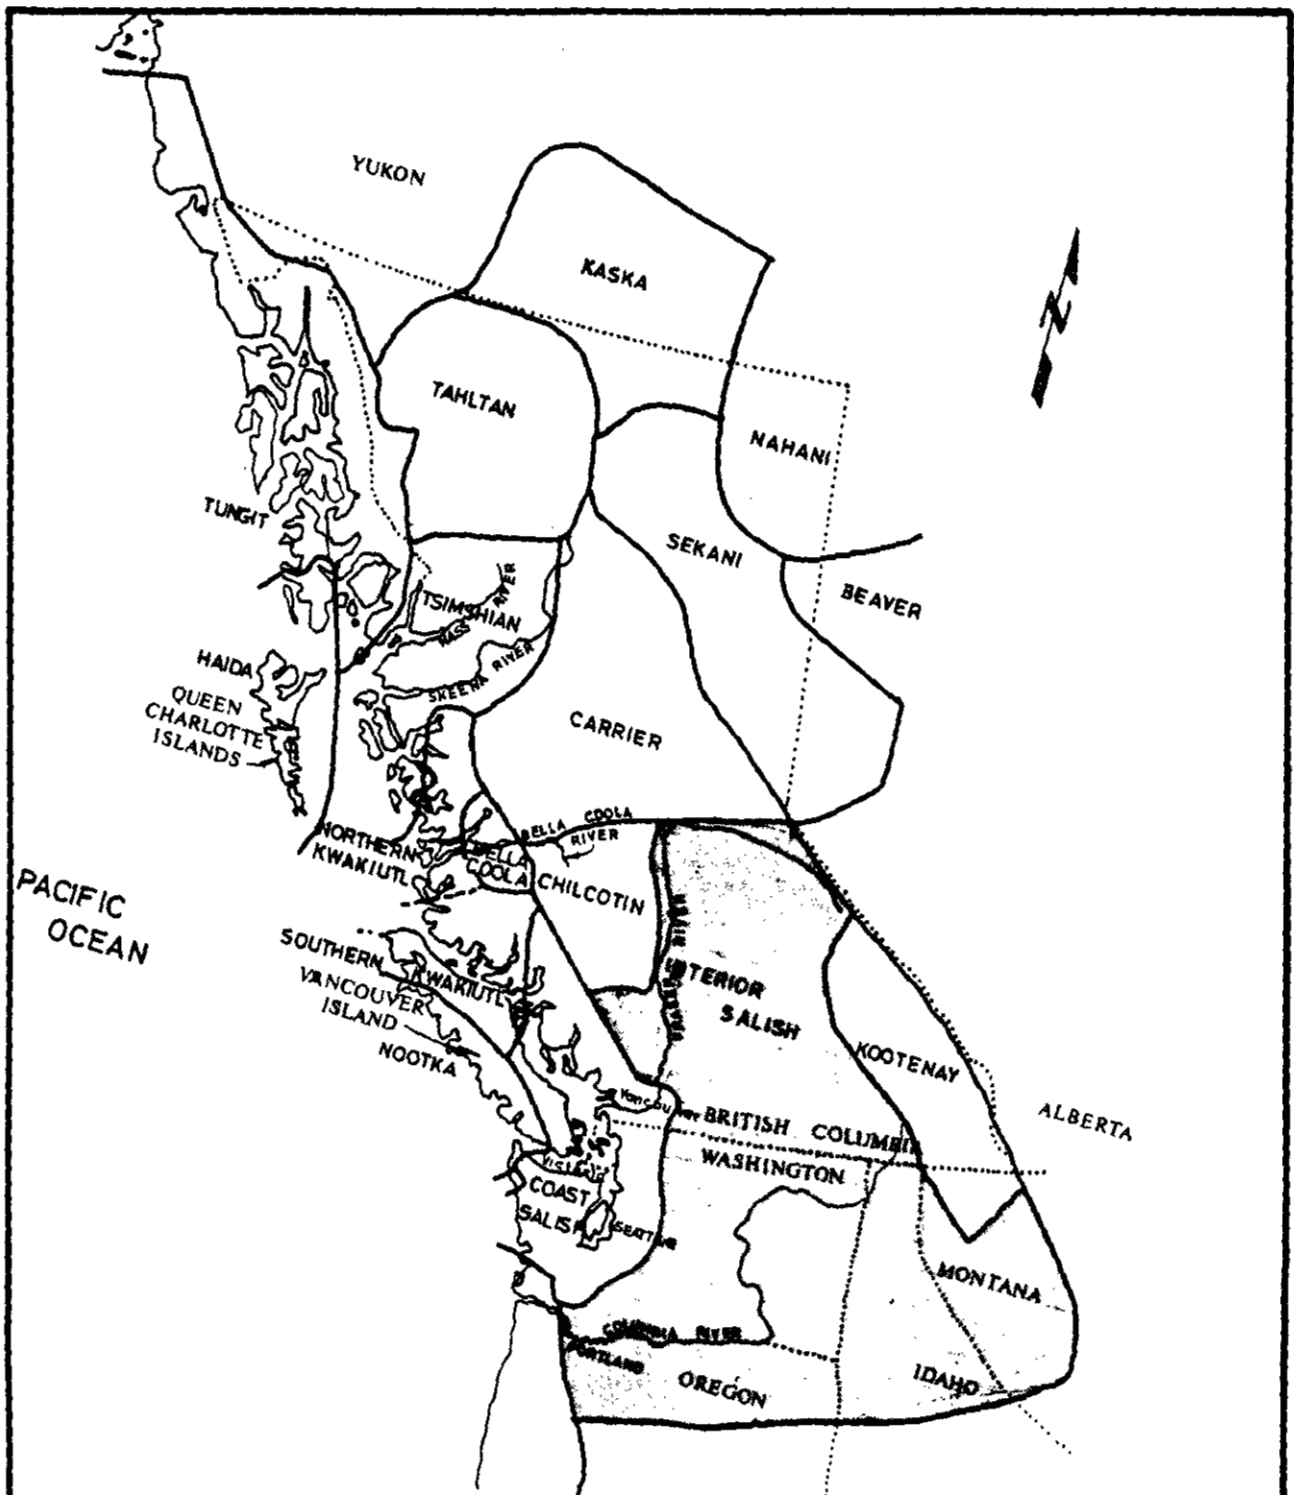 YUKON
KASKA
N
TAHLTAN
NAHANI
TUNGIT
SEKANI
BEAVER
TSIMSHIAN
NASS RIVER
SKEENA RIVER
HAIDA
QUEEN
CHARLOTTE
ISLANDS
CARRIER
BELLA COOLA
RIVER
NORTHERN
KWAKIUTL
BELLA
COOLA
CHILCOTIN
PACIFIC
OCEAN
SOUTHERN KWAKIUTL
VANCOUVER
ISLAND
NOOTKA
INTERIOR
SALISH
KOOTENAY
Vancouver
BRITISH COLUMBIA
ALBERTA
WASHINGTON
COAST
SALISH
SEATTLE
MONTANA
COLUMBIA RIVER
PORTLAND
OREGON
IDAHO